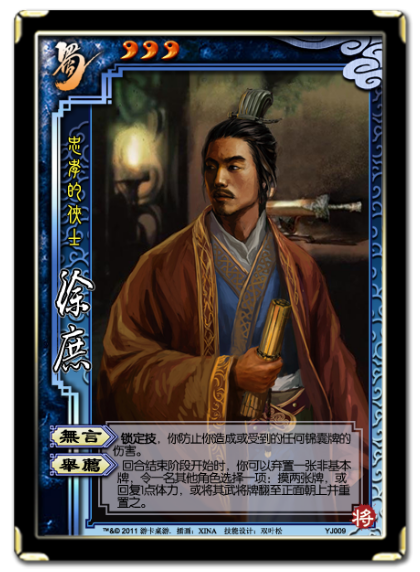 蜀
忠孝的侠士
徐庶
無言
锁定技，你防止你造成或受到的任何锦囊牌的
伤害。
舉薦
回合结束阶段开始时，你可以弃置一张非基本
牌，令一名其他角色选择一项：摸两张牌，或
回复1点体力，或将其武将牌翻至正面朝上并重
置之。
™&© 2011 游卡桌游．插画：XINA 技能设计：双叶松
YJ009
将